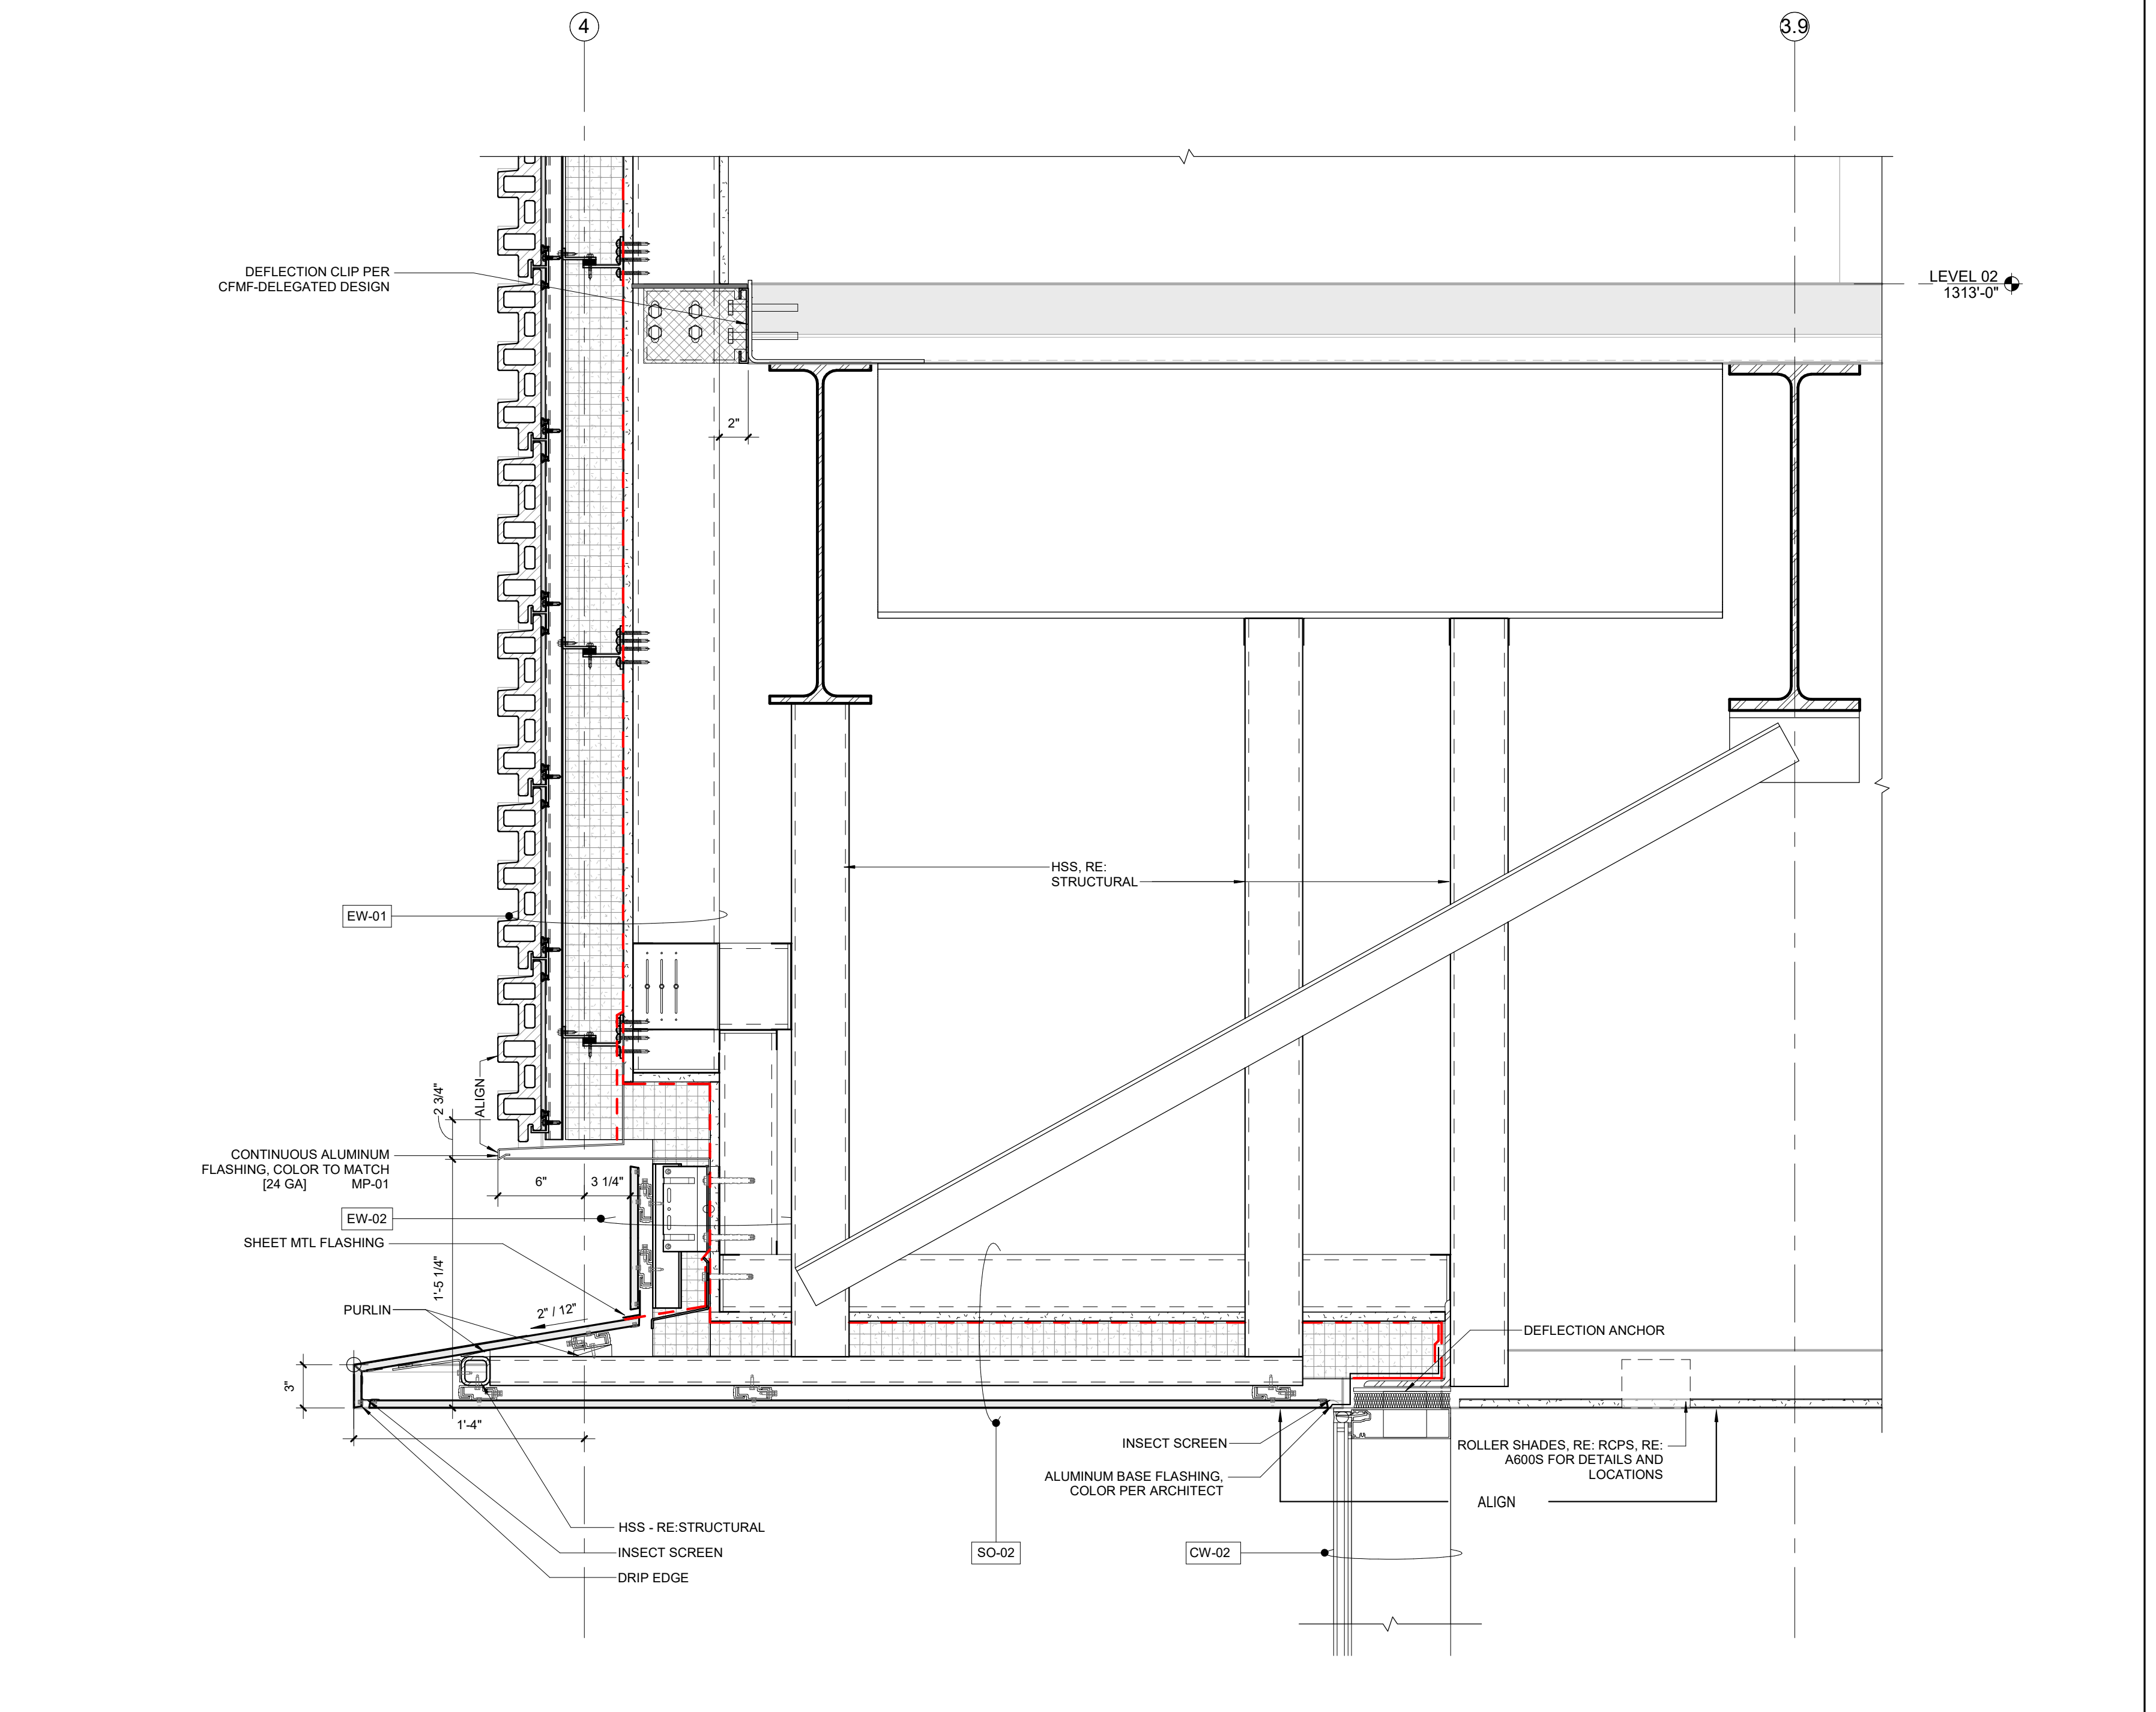 4
3.9
DEFLECTION CLIP PER
CFMF-DELEGATED DESIGN
LEVEL 02
1313'-0"
2"
HSS, RE:
STRUCTURAL
EW-01
2 3/4"
ALIGN
CONTINUOUS ALUMINUM
FLASHING, COLOR TO MATCH
[24 GA] MP-01
6"
3 1/4"
EW-02
SHEET MTL FLASHING
1'-5 1/4"
PURLIN
2" / 12"
DEFLECTION ANCHOR
3"
1'-4"
INSECT SCREEN
ALUMINUM BASE FLASHING,
COLOR PER ARCHITECT
ROLLER SHADES, RE: RCPS, RE:
A600S FOR DETAILS AND
LOCATIONS
ALIGN
HSS - RE:STRUCTURAL
INSECT SCREEN
DRIP EDGE
SO-02
CW-02